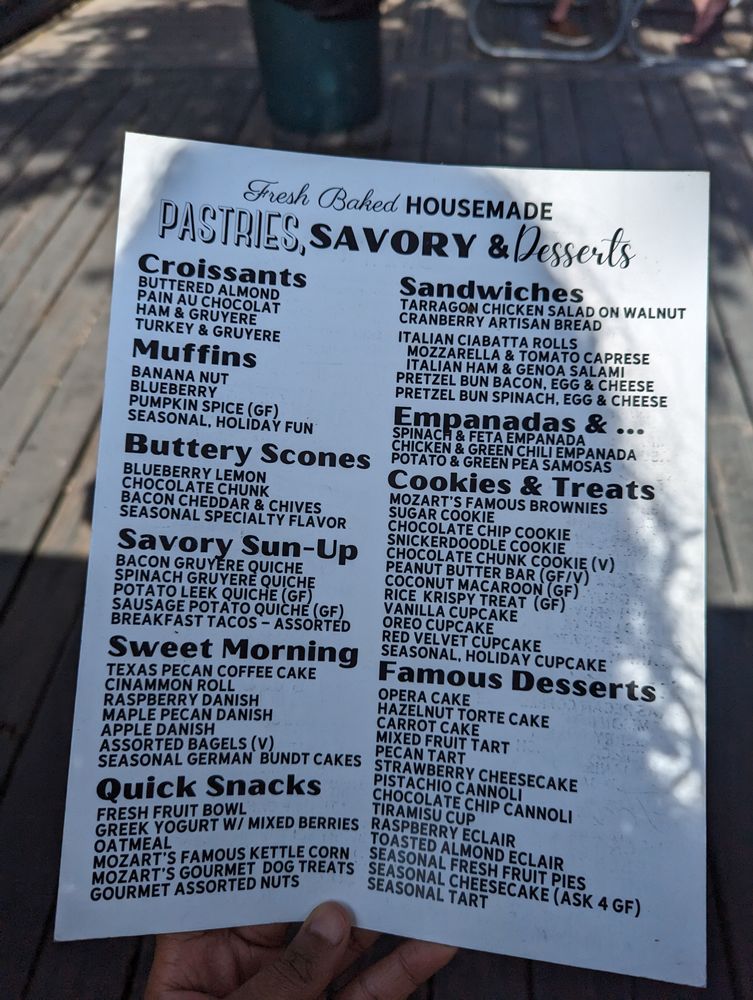 Fresh Baked HOUSEMADE
PASTRIES, SAVORY & Desserts
Croissants
BUTTERED ALMOND
PAIN AU CHOCOLAT
HAM & GRUYERE
TURKEY & GRUYERE
Muffins
BANANA NUT
BLUEBERRY
PUMPKIN SPICE (GF)
SEASONAL, HOLIDAY FUN
Buttery Scones
BLUEBERRY LEMON
CHOCOLATE CHUNK
BACON CHEDDAR & CHIVES
SEASONAL SPECIALTY FLAVOR
Savory Sun-Up
BACON GRUYERE QUICHE
SPINACH GRUYERE QUICHE
POTATO LEEK QUICHE (GF)
SAUSAGE POTATO QUICHE (GF)
BREAKFAST TACOS – ASSORTED
Sweet Morning
TEXAS PECAN COFFEE CAKE
CINAMMON ROLL
RASPBERRY DANISH
MAPLE PECAN DANISH
APPLE DANISH
ASSORTED BAGELS (V)
SEASONAL GERMAN BUNDT CAKES
Quick Snacks
FRESH FRUIT BOWL
GREEK YOGURT W/ MIXED BERRIES
OATMEAL
MOZART'S FAMOUS KETTLE CORN
MOZART'S GOURMET DOG TREATS
GOURMET ASSORTED NUTS
Sandwiches
TARRAGON CHICKEN SALAD ON WALNUT
CRANBERRY ARTISAN BREAD
ITALIAN CIABATTA ROLLS
MOZZARELLA & TOMATO CAPRESE
ITALIAN HAM & GENOA SALAMI
PRETZEL BUN BACON, EGG & CHEESE
PRETZEL BUN SPINACH, EGG & CHEESE
Empanadas & ...
SPINACH & FETA EMPANADA
CHICKEN & GREEN CHILI EMPANADA
POTATO & GREEN PEA SAMOSAS
Cookies & Treats
MOZART'S FAMOUS BROWNIES
SUGAR COOKIE
CHOCOLATE CHIP COOKIE
SNICKERDOODLE COOKIE
CHOCOLATE CHUNK COOKIE (V)
PEANUT BUTTER BAR (GF/V)
COCONUT MACAROON (GF)
RICE KRISPY TREAT (GF)
VANILLA CUPCAKE
OREO CUPCAKE
RED VELVET CUPCAKE
SEASONAL, HOLIDAY CUPCAKE
Famous Desserts
OPERA CAKE
HAZELNUT TORTE CAKE
CARROT CAKE
MIXED FRUIT TART
PECAN TART
STRAWBERRY CHEESECAKE
PISTACHIO CANNOLI
CHOCOLATE CHIP CANNOLI
TIRAMISU CUP
RASPBERRY ECLAIR
TOASTED ALMOND ECLAIR
SEASONAL FRESH FRUIT PIES
SEASONAL CHEESECAKE (ASK 4 GF)
SEASONAL TART